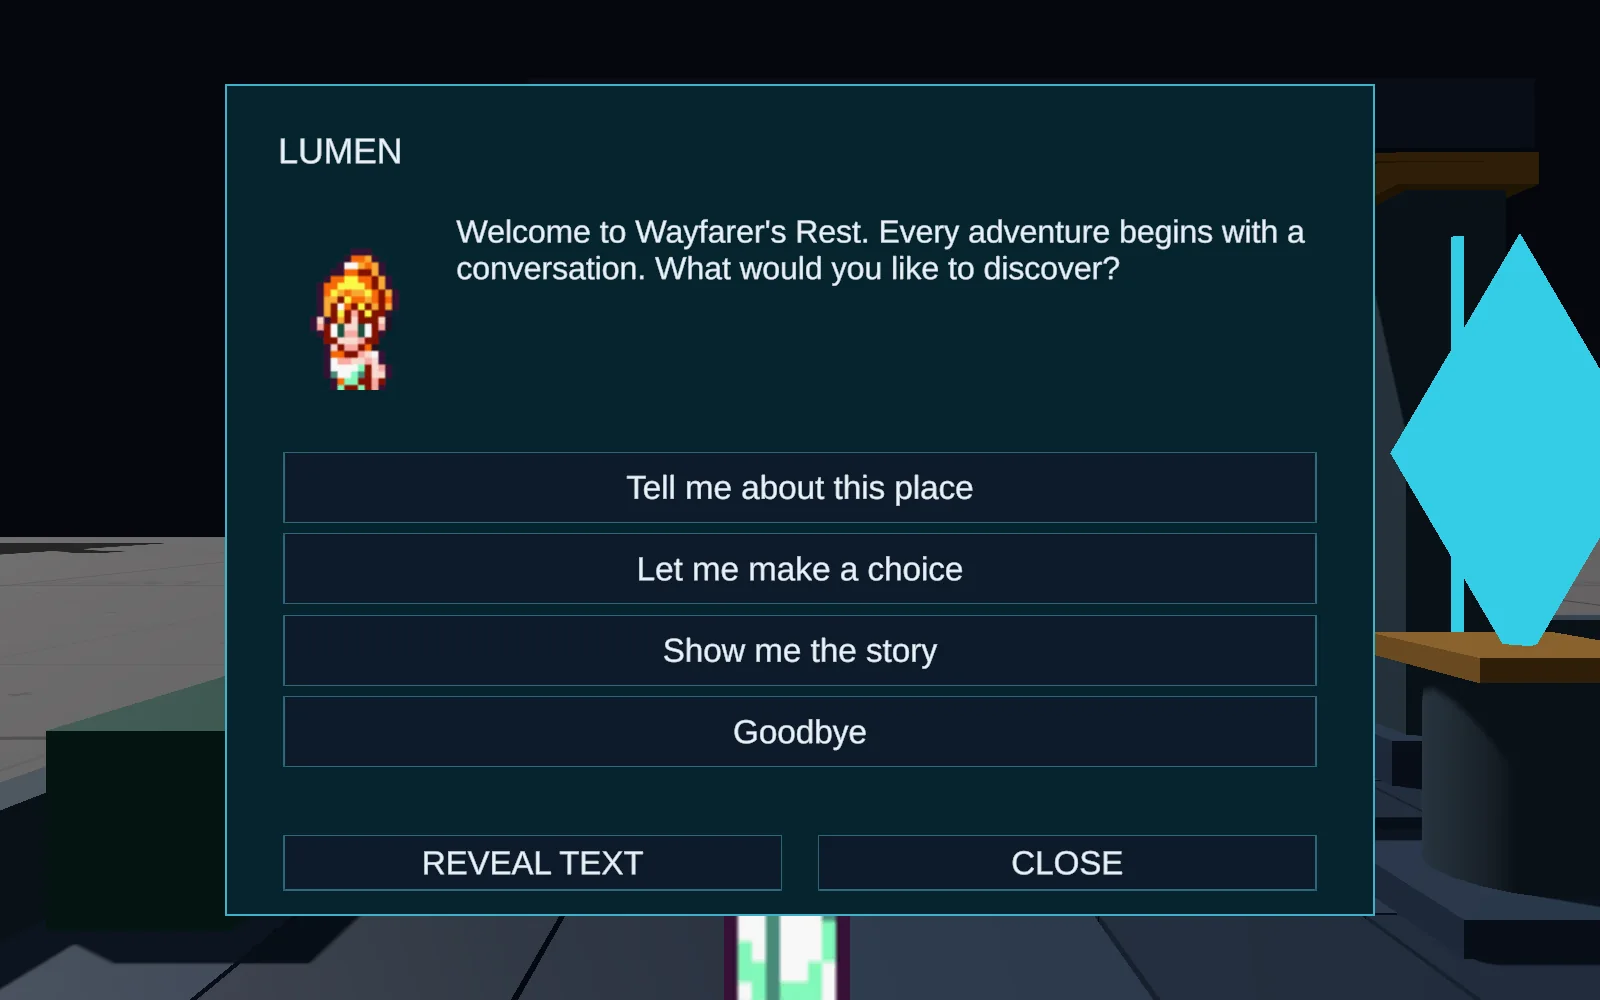 LUMEN
Welcome to Wayfarer's Rest. Every adventure begins with a
conversation. What would you like to discover?
Tell me about this place
Let me make a choice
Show me the story
Goodbye
REVEAL TEXT
CLOSE